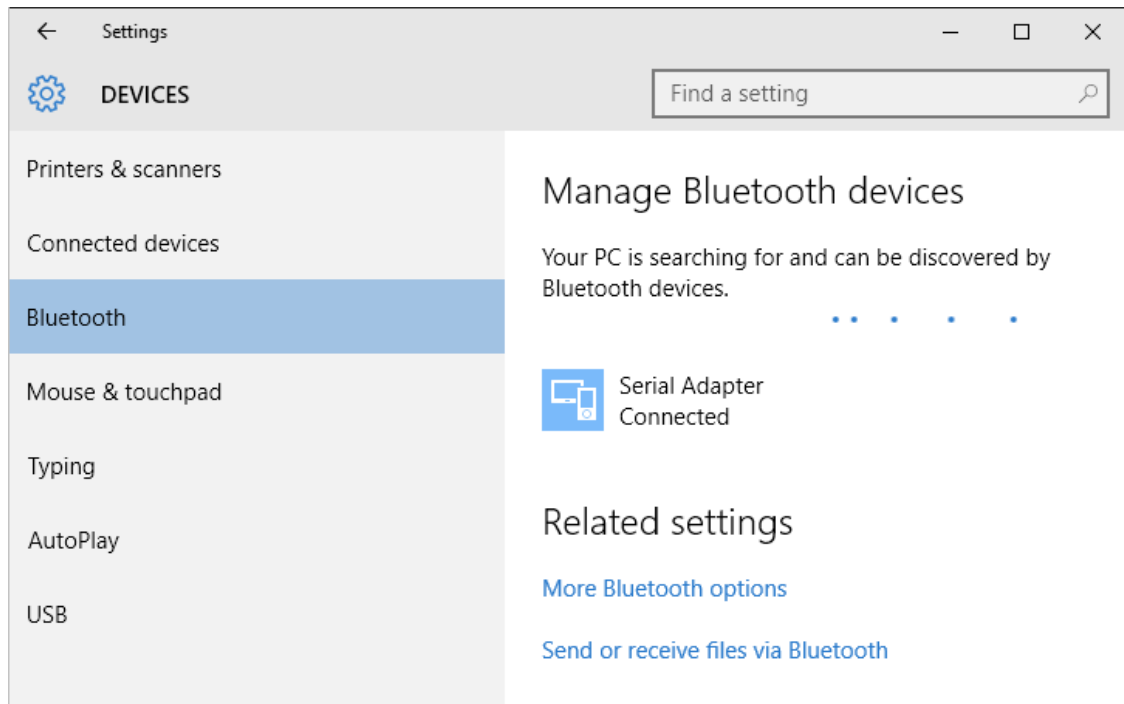 Settings
DEVICES
Find a setting
Printers & scanners
Connected devices
Bluetooth
Mouse & touchpad
Typing
AutoPlay
USB
Manage Bluetooth devices
Your PC is searching for and can be discovered by
Bluetooth devices.
Serial Adapter
Connected
Related settings
More Bluetooth options
Send or receive files via Bluetooth